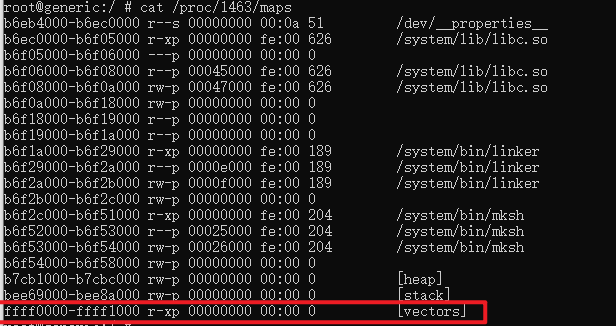 root@generic:/ # cat /proc/1463/maps
b6eb4000-b6ec0000 r--s 00000000 00:0a 51 /dev/__properties__
b6ec0000-b6f05000 r-xp 00000000 fe:00 626 /system/lib/libc.so
b6f05000-b6f06000 ---p 00000000 00:00 0
b6f06000-b6f08000 r--p 00045000 fe:00 626 /system/lib/libc.so
b6f08000-b6f0a000 rw-p 00047000 fe:00 626 /system/lib/libc.so
b6f0a000-b6f18000 rw-p 00000000 00:00 0
b6f18000-b6f19000 r--p 00000000 00:00 0
b6f19000-b6f1a000 r--p 00000000 00:00 0
b6f1a000-b6f29000 r-xp 00000000 fe:00 189 /system/bin/linker
b6f29000-b6f2a000 r--p 0000e000 fe:00 189 /system/bin/linker
b6f2a000-b6f2b000 rw-p 0000f000 fe:00 189 /system/bin/linker
b6f2b000-b6f2c000 rw-p 00000000 00:00 0
b6f2c000-b6f51000 r-xp 00000000 fe:00 204 /system/bin/mksh
b6f52000-b6f53000 r--p 00025000 fe:00 204 /system/bin/mksh
b6f53000-b6f54000 rw-p 00026000 fe:00 204 /system/bin/mksh
b6f54000-b6f58000 rw-p 00000000 00:00 0
b7cb1000-b7cbc000 rw-p 00000000 00:00 0 [heap]
bee69000-bee8a000 rw-p 00000000 00:00 0 [stack]
ffff0000-ffff1000 r-xp 00000000 00:00 0 [vectors]